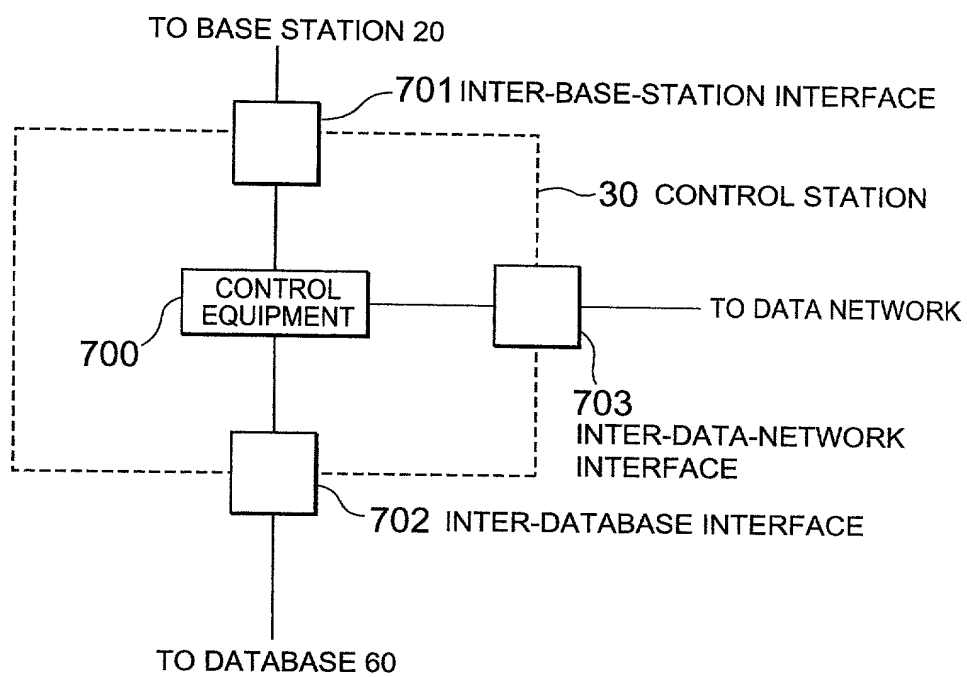 TO BASE STATION 20
701 INTER-BASE-STATION INTERFACE
30 CONTROL STATION
CONTROL
EQUIPMENT
TO DATA NETWORK
700
703
INTER-DATA-NETWORK
INTERFACE
702 INTER-DATABASE INTERFACE
TO DATABASE 60